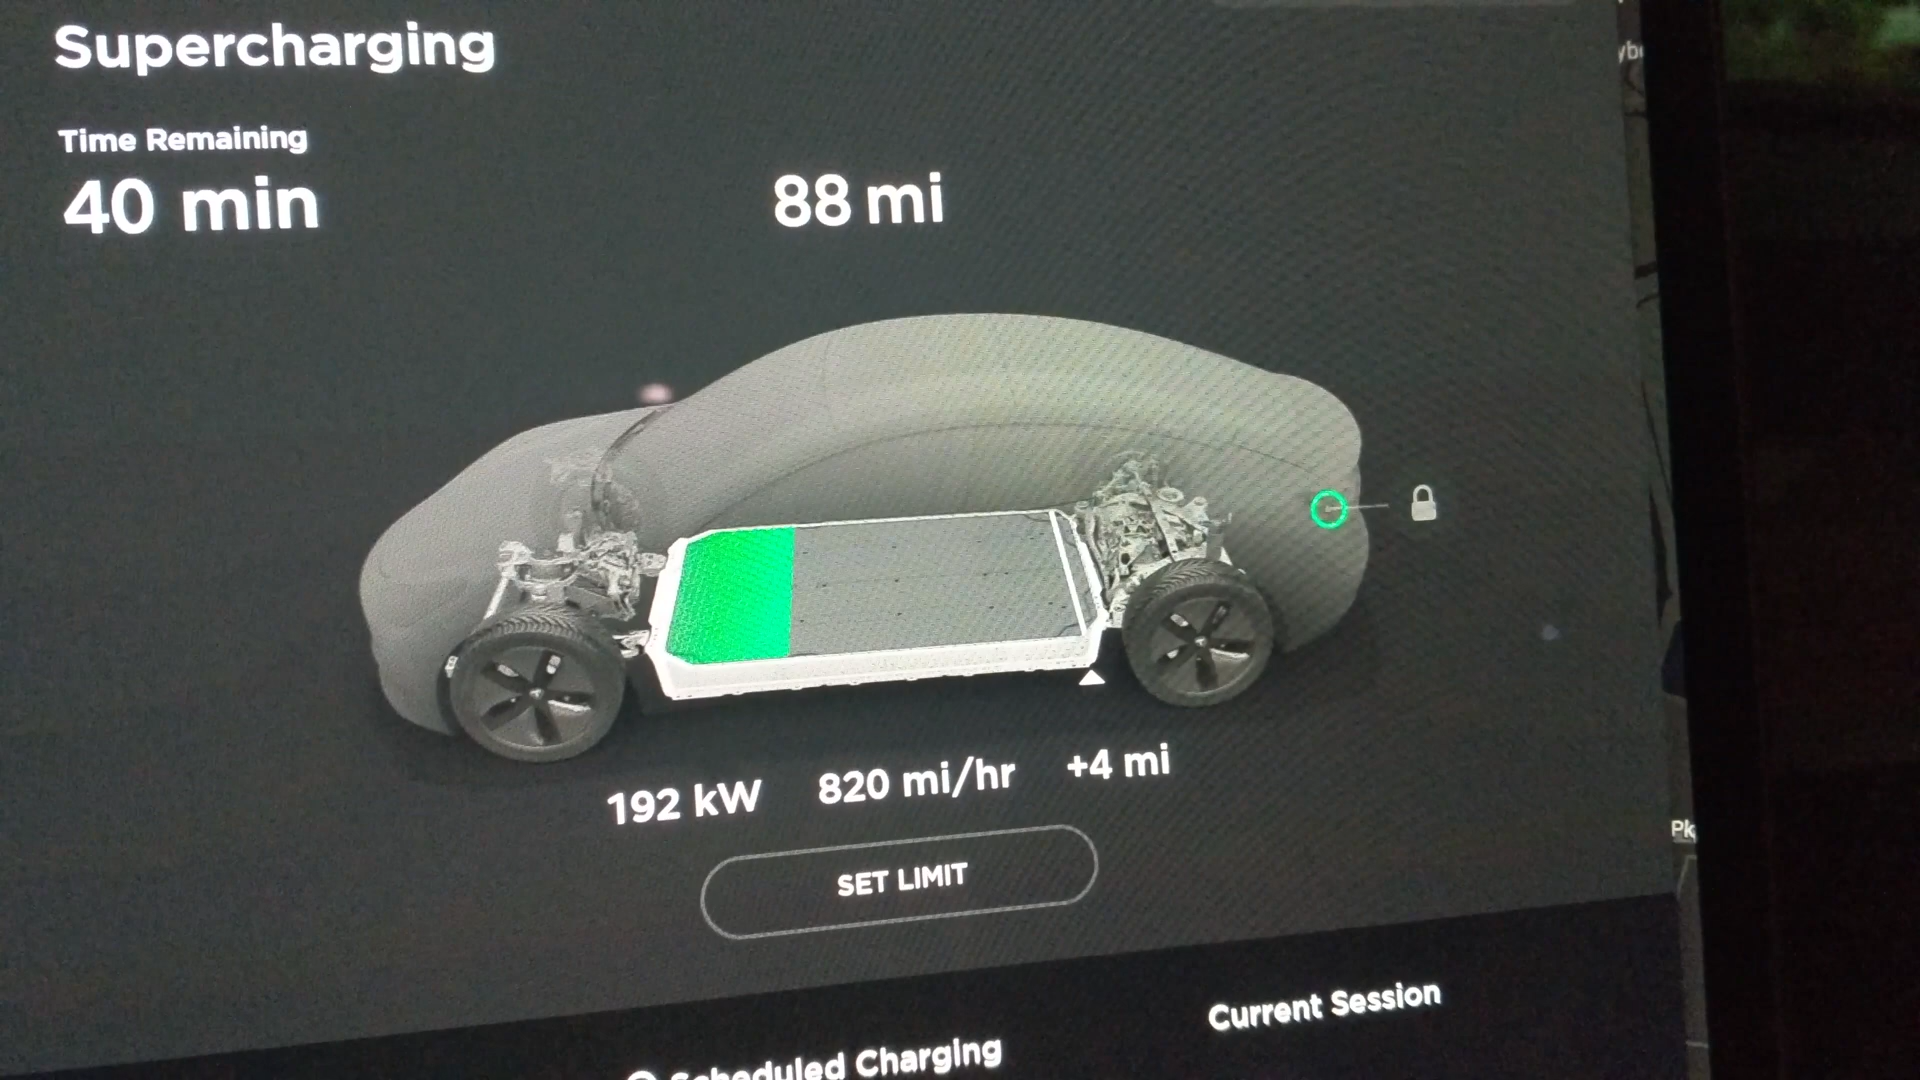 Supercharging
Time Remaining
40 min
88 mi
192 kW 820 mi/hr +4 mi
SET LIMIT
Current Session
Scheduled Charging